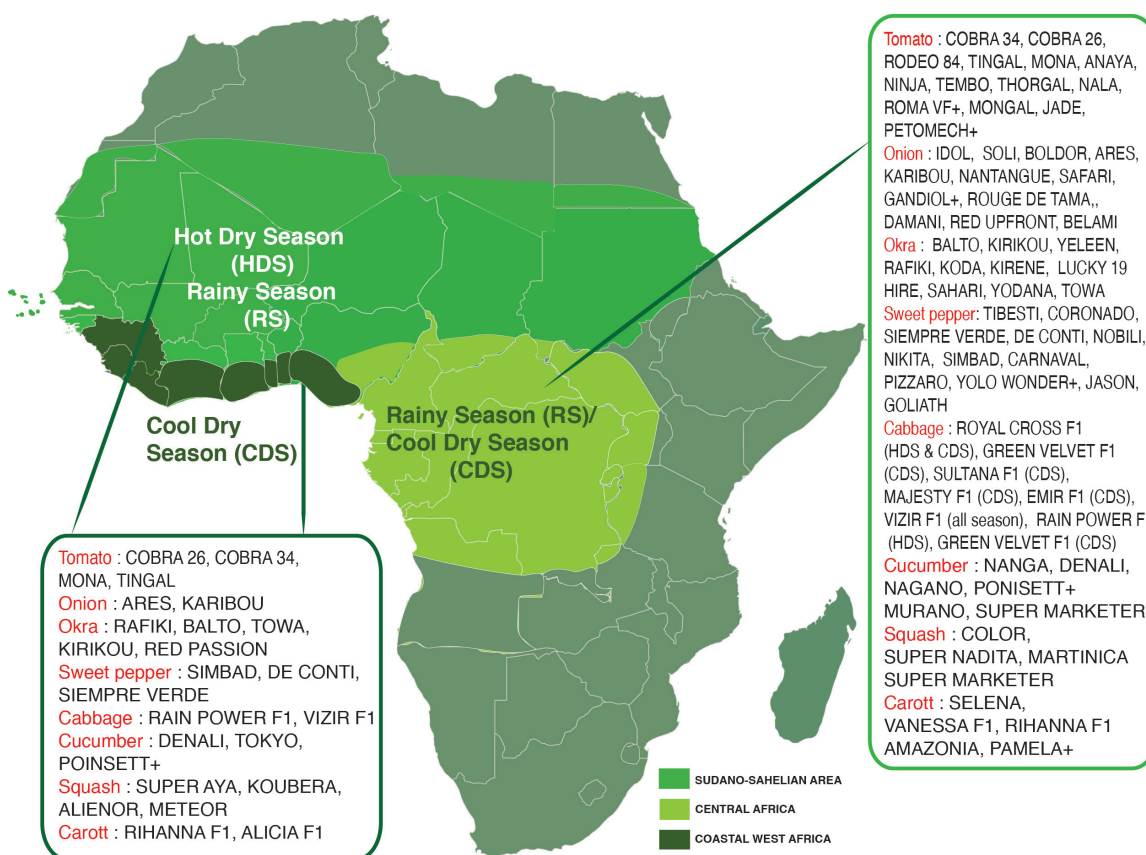 Hot Dry Season
(HDS)
Rainy Season
(RS)
Cool Dry
Season (CDS)
Rainy Season (RS)/
Cool Dry Season
(CDS)
Tomato : COBRA 34, COBRA 26,
RODEO 84, TINGAL, MONA, ANAYA,
NINJA, TEMBO, THORGAL, NALA,
ROMA VF+, MONGAL, JADE,
PETOMECH+
Onion : IDOL, SOLI, BOLDOR, ARES,
KARIBOU, NANTANGUE, SAFARI,
GANDIOL+, ROUGE DE TAMA,,
DAMANI, RED UPFRONT, BELAMI
Okra : BALTO, KIRIKOU, YELEEN,
RAFIKI, KODA, KIRENE, LUCKY 19
HIRE, SAHARI, YODANA, TOWA
Sweet pepper: TIBESTI, CORONADO,
SIEMPRE VERDE, DE CONTI, NOBILI,
NIKITA, SIMBAD, CARNAVAL,
PIZZARO, YOLO WONDER+, JASON,
GOLIATH
Cabbage : ROYAL CROSS F1
(HDS & CDS), GREEN VELVET F1
(CDS), SULTANA F1 (CDS),
MAJESTY F1 (CDS), EMIR F1 (CDS),
VIZIR F1 (all season), RAIN POWER F
(HDS), GREEN VELVET F1 (CDS)
Cucumber : NANGA, DENALI,
NAGANO, PONISETT+
MURANO, SUPER MARKETER
Squash : COLOR,
SUPER NADITA, MARTINICA
SUPER MARKETER
Carott : SELENA,
VANESSA F1, RIHANNA F1
AMAZONIA, PAMELA+
Tomato : COBRA 26, COBRA 34,
MONA, TINGAL
Onion : ARES, KARIBOU
Okra : RAFIKI, BALTO, TOWA,
KIRIKOU, RED PASSION
Sweet pepper : SIMBAD, DE CONTI,
SIEMPRE VERDE
Cabbage : RAIN POWER F1, VIZIR F1
Cucumber : DENALI, TOKYO,
POINSETT+
Squash : SUPER AYA, KOUBERA,
ALIENOR, METEOR
Carott : RIHANNA F1, ALICIA F1
SUDANO-SAHELIAN AREA
CENTRAL AFRICA
COASTAL WEST AFRICA